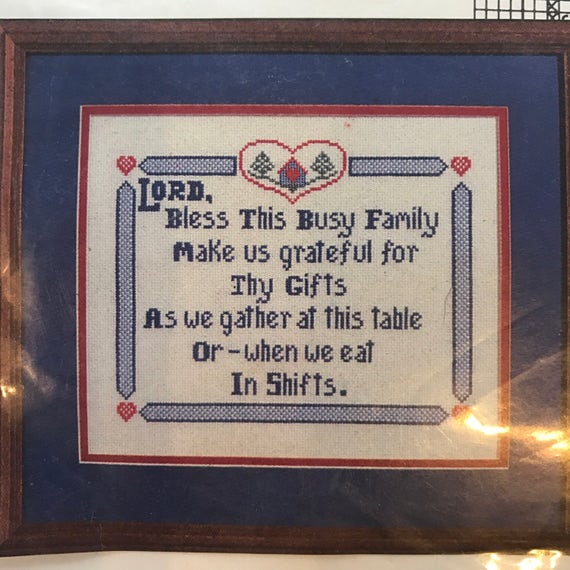 LORD,
Bless This Busy Family
Make us grateful for
Thy Gifts
As we gather at this table
Or-when we eat
In Shifts.